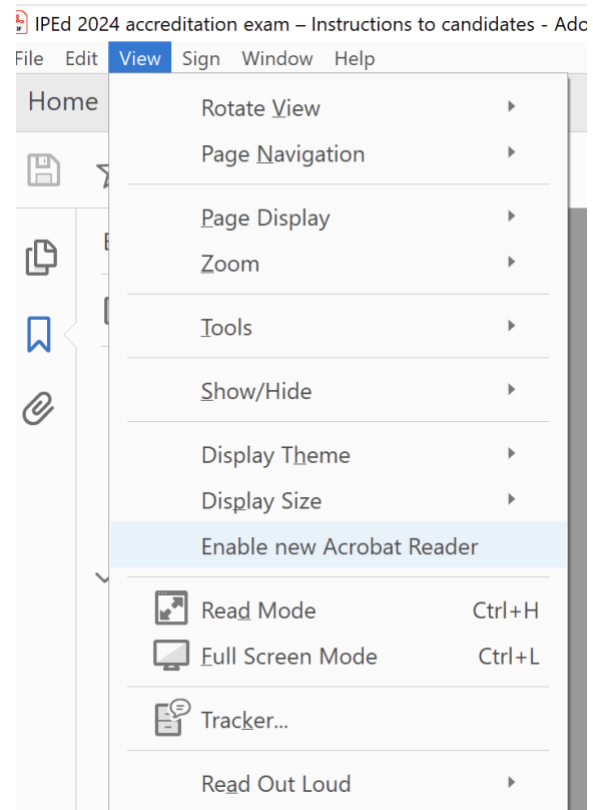 IPEd 2024 accreditation exam – Instructions to candidates - Ado
File Edit View Sign Window Help
Home
Rotate View
Page Navigation
Page Display
Zoom
Tools
Show/Hide
Display Theme
Display Size
Enable new Acrobat Reader
Read Mode Ctrl+H
Full Screen Mode Ctrl+L
Tracker...
Read Out Loud